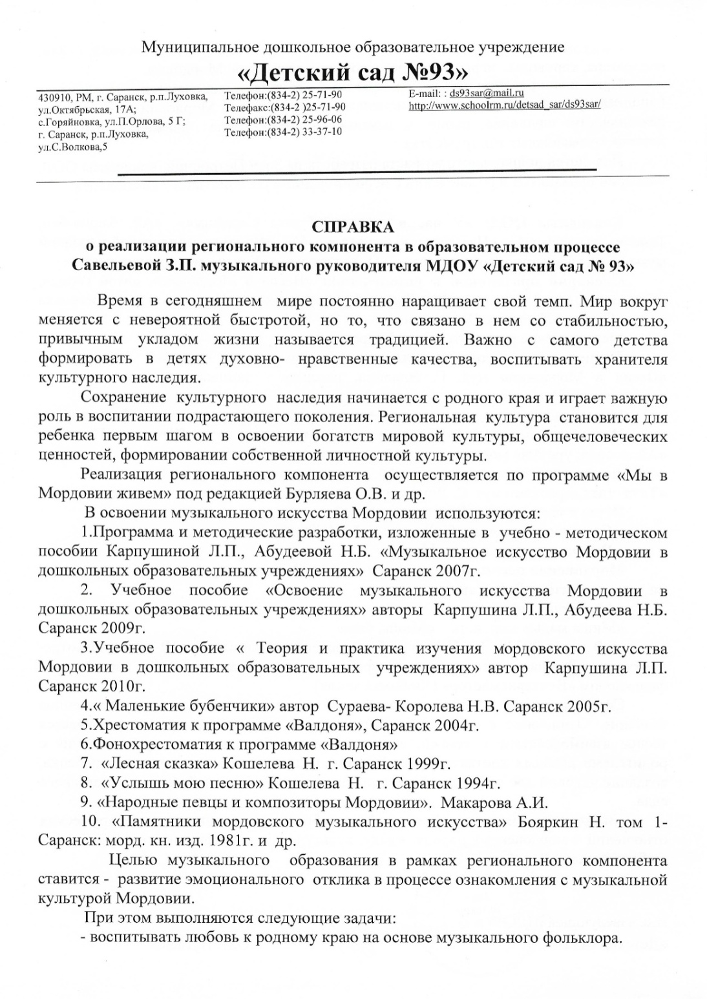 Муниципальное дошкольное образовательное учреждение
«Детский сад №93»
430910, РМ, г. Саранск, р.п.Луховка,
ул.Октябрьская, 17А;
с.Горяйновка, ул.П.Орлова, 5 Г;
г. Саранск, р.п.Луховка,
ул.С.Волкова,5
Телефон:(834-2) 25-71-90
Телефакс:(834-2 )25-71-90
Телефон:(834-2) 25-96-06
Телефон:(834-2) 33-37-10
E-mail: : ds93sar@mail.ru
http://www.schoolrm.ru/detsad_sar/ds93sar/
СПРАВКА
о реализации регионального компонента в образовательном процессе
Савельевой З.П. музыкального руководителя МДОУ «Детский сад № 93»
Время в сегодняшнем мире постоянно наращивает свой темп. Мир вокруг
меняется с невероятной быстротой, но то, что связано в нем со стабильностью,
привычным укладом жизни называется традицией. Важно с самого детства
формировать в детях духовно- нравственные качества, воспитывать хранителя
культурного наследия.
Сохранение культурного наследия начинается с родного края и играет важную
роль в воспитании подрастающего поколения. Региональная культура становится для
ребенка первым шагом в освоении богатств мировой культуры, общечеловеческих
ценностей, формировании собственной личностной культуры.
Реализация регионального компонента осуществляется по программе «Мы в
Мордовии живем» под редакцией Бурляева О.В. и др.
В освоении музыкального искусства Мордовии используются:
1.Программа и методические разработки, изложенные в учебно - методическом
пособии Карпушиной Л.П., Абудеевой Н.Б. «Музыкальное искусство Мордовии в
дошкольных образовательных учреждениях» Саранск 2007г.
2. Учебное пособие «Освоение музыкального искусства Мордовии в
дошкольных образовательных учреждениях» авторы Карпушина Л.П., Абудеева Н.Б.
Саранск 2009г.
3.Учебное пособие « Теория и практика изучения мордовского искусства
Мордовии в дошкольных образовательных учреждениях» автор Карпушина Л.П.
Саранск 2010г.
4.« Маленькие бубенчики» автор Сураева- Королева Н.В. Саранск 2005г.
5.Хрестоматия к программе «Валдоня», Саранск 2004г.
6.Фонохрестоматия к программе «Валдоня»
7. «Лесная сказка» Кошелева Н. г. Саранск 1999г.
8. «Услышь мою песню» Кошелева Н. г. Саранск 1994г.
9. «Народные певцы и композиторы Мордовии». Макарова А.И.
10. «Памятники мордовского музыкального искусства» Бояркин Н. том 1-
Саранск: морд. кн. изд. 1981г. и др.
Целью музыкального образования в рамках регионального компонента
ставится - развитие эмоционального отклика в процессе ознакомления с музыкальной
культурой Мордовии.
При этом выполняются следующие задачи:
- воспитывать любовь к родному краю на основе музыкального фольклора.